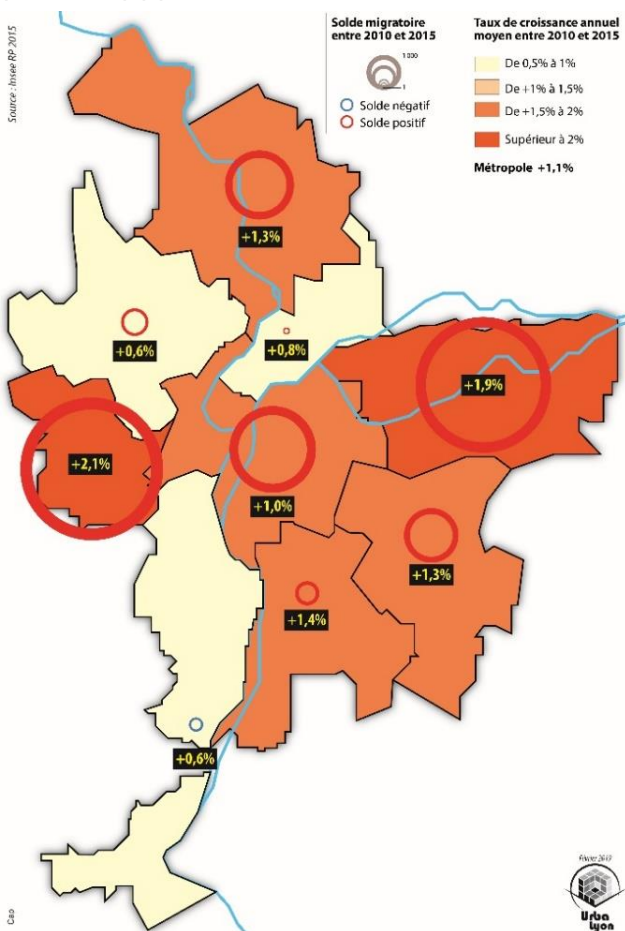 Source : Insee RP 2015
Solde migratoire
entre 2010 et 2015
1 000
1
Solde négatif
Solde positif
Taux de croissance annuel
moyen entre 2010 et 2015
De 0,5% à 1%
De +1% à 1,5%
De +1,5% à 2%
Supérieur à 2%
Métropole +1,1%
+1,3%
+0,6%
+0,8%
+1,9%
+2,1%
+1,0%
+1,3%
+1,4%
+0,6%
Février 2019
Urba
Lyon